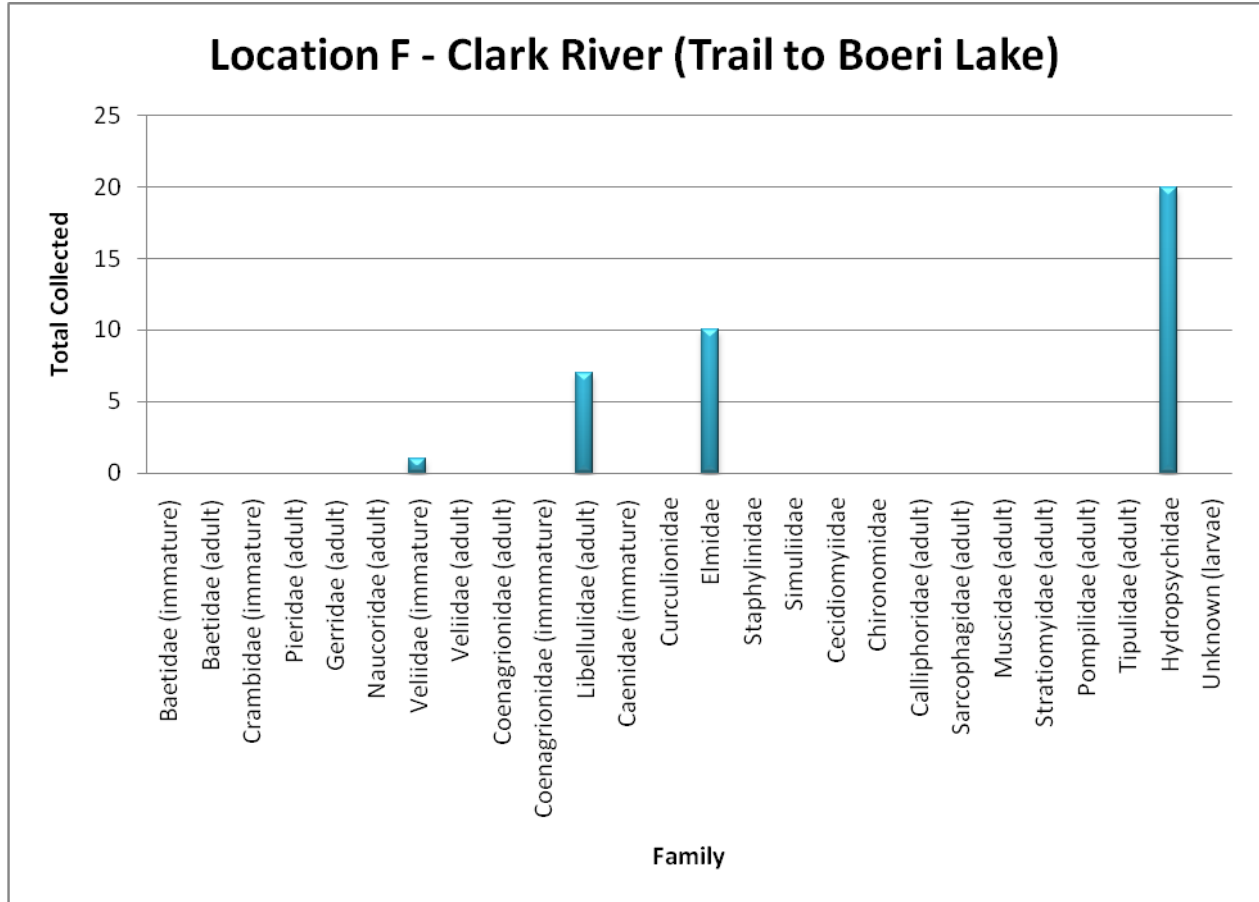 Location F - Clark River (Trail to Boeri Lake)
25
20
15
10
5
0
Total Collected
Baetidae (immature)
Baetidae (adult)
Crambidae (immature)
Pieridae (adult)
Gerridae (adult)
Naucoridae (adult)
Veliidae (immature)
Veliidae (adult)
Coenagrionidae (adult)
Coenagrionidae (immmature)
Libellulidae (adult)
Caenidae (immature)
Curculionidae
Elmidae
Staphylinidae
Simuliidae
Cecidiomyiidae
Chironomidae
Calliphoridae (adult)
Sarcophagidae (adult)
Muscidae (adult)
Stratiomyidae (adult)
Pompilidae (adult)
Tipulidae (adult)
Hydropsychidae
Unknown (larvae)
Family